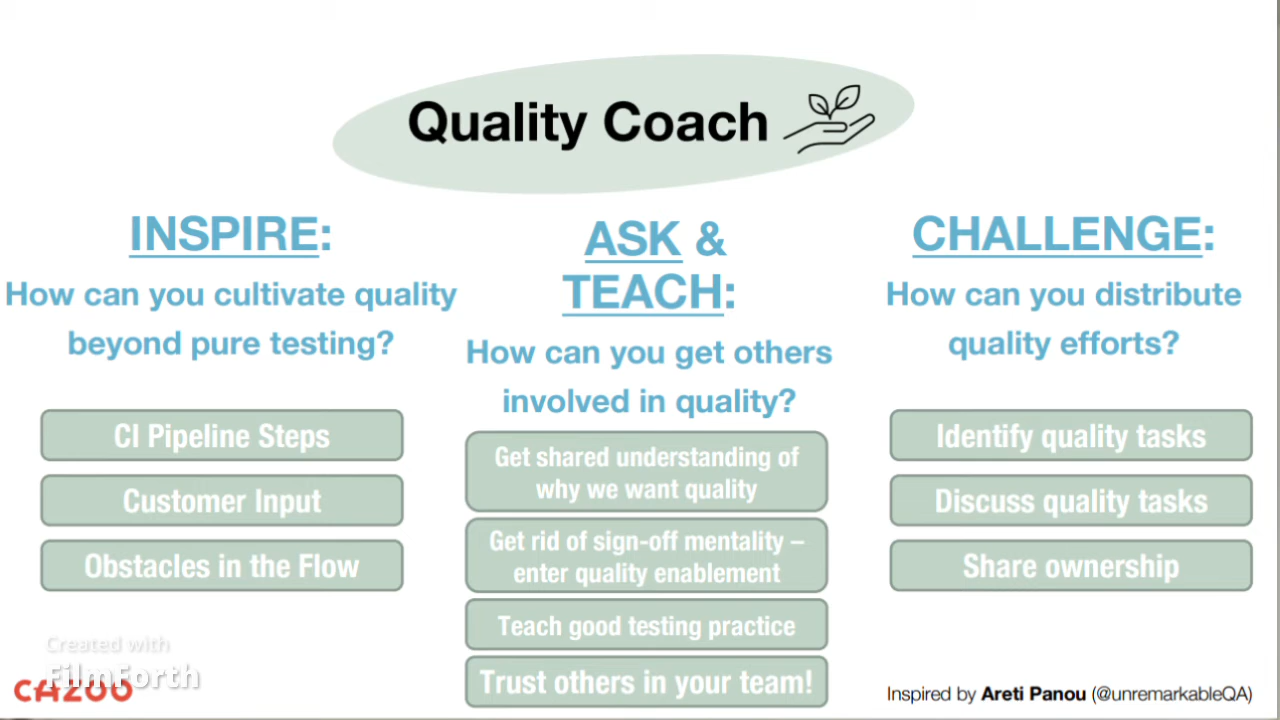 Quality Coach
INSPIRE:
How can you cultivate quality
beyond pure testing?
CI Pipeline Steps
Customer Input
Obstacles in the Flow
ASK &
TEACH:
How can you get others
involved in quality?
Get shared understanding of
why we want quality
Get rid of sign-off mentality –
enter quality enablement
Teach good testing practice
Trust others in your team!
CHALLENGE:
How can you distribute
quality efforts?
Identify quality tasks
Discuss quality tasks
Share ownership
Created with
FilmForth
CAZOO
Inspired by Areti Panou (@unremarkableQA)